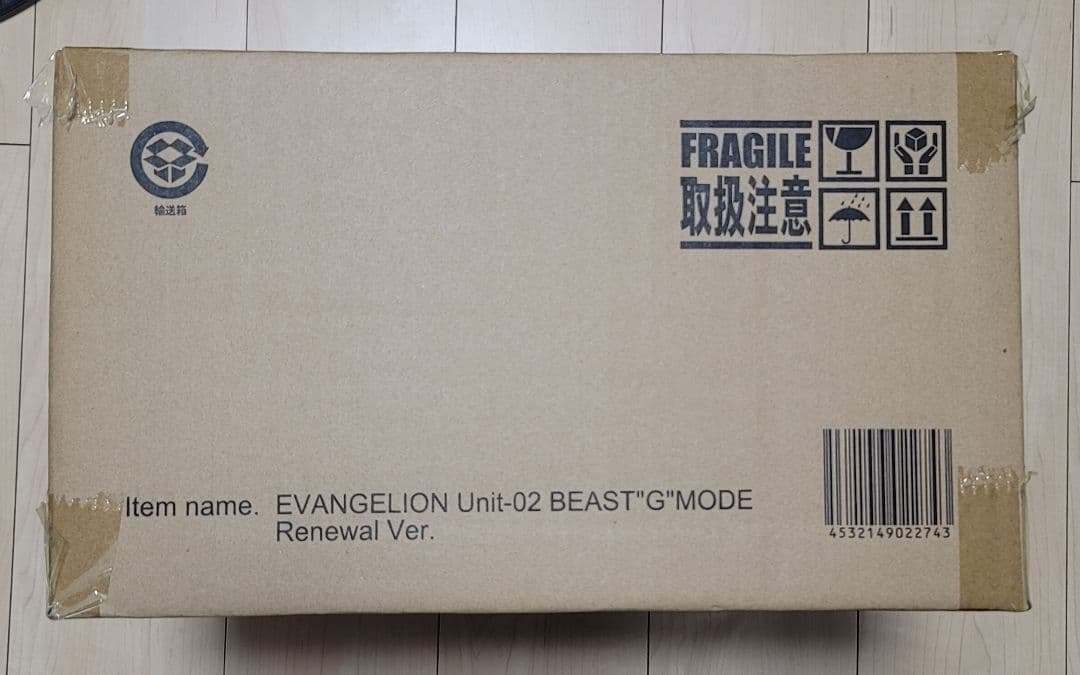 輸送箱
FRAGILE
取扱注意
Item name. EVANGELION Unit-02 BEAST"G"MODE
Renewal Ver.
4532149022743